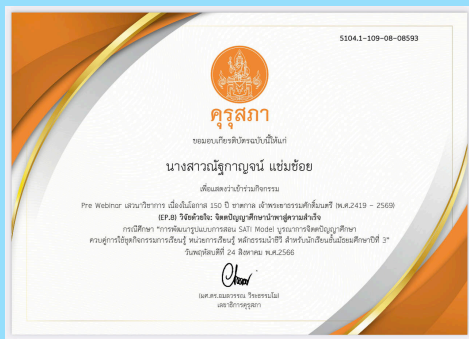 5104.1-109-08-08593
คุรุสภา
ขอมอบเกียรติบัตรฉบับนี้ให้แก่
นางสาวณัฐกาญจน์ แช่มช้อย
เพื่อแสดงว่าเข้าร่วมกิจกรรม
Pre Webinar เสวนาวิชาการ เนื่องในโอกาส 150 ปี ชาตกาล เจ้าพระยาธรรมศักดิ์มนตรี (พ.ศ.2419 - 2569)
(EP.8) วิจัยด้วยใจ: จิตตปัญญาศึกษานำพาสู่ความสำเร็จ
กรณีศึกษา "การพัฒนารูปแบบการสอน SATI Model บูรณาการจิตตปัญญาศึกษา
ควบคู่การใช้ชุดกิจกรรมการเรียนรู้ หน่วยการเรียนรู้ หลักธรรมนำชีวี สำหรับนักเรียนชั้นมัธยมศึกษาปีที่ 3"
วันพฤหัสบดีที่ 24 สิงหาคม พ.ศ.2566
(ผศ.ดร.อมลวรรณ วีระธรรมโม)
เลขาธิการคุรุสภา